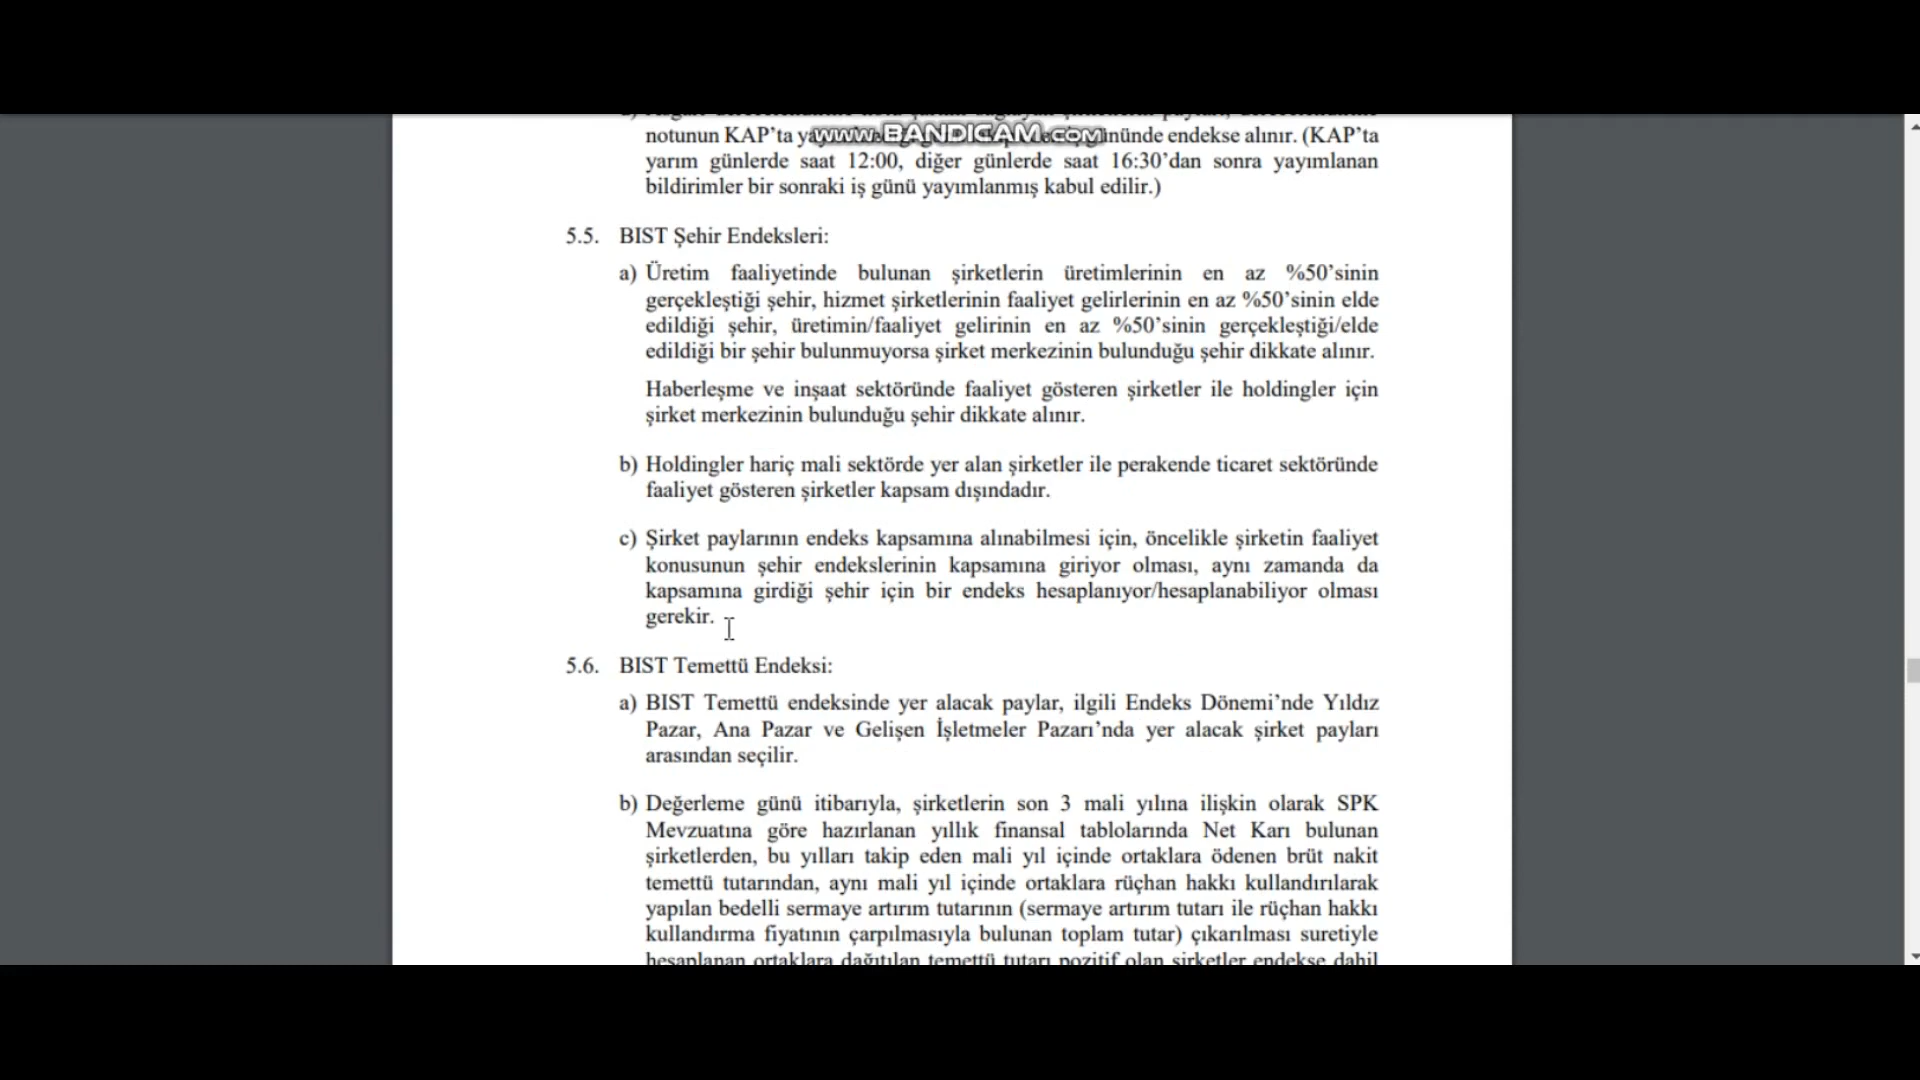 notunun KAP'ta
www.BANDICAM.com
gününde endekse alınır. (KAP'ta
yarım günlerde saat 12:00, diğer günlerde saat 16:30'dan sonra yayımlanan
bildirimler bir sonraki iş günü yayımlanmış kabul edilir.)
5.5. BIST Şehir Endeksleri:
a) Üretim faaliyetinde bulunan şirketlerin üretimlerinin en az %50'sinin
gerçekleştiği şehir, hizmet şirketlerinin faaliyet gelirlerinin en az %50'sinin elde
edildiği şehir, üretimin/faaliyet gelirinin en az %50'sinin gerçekleştiği/elde
edildiği bir şehir bulunmuyorsa şirket merkezinin bulunduğu şehir dikkate alınır.
Haberleşme ve inşaat sektöründe faaliyet gösteren şirketler ile holdingler için
şirket merkezinin bulunduğu şehir dikkate alınır.
b) Holdingler hariç mali sektörde yer alan şirketler ile perakende ticaret sektöründe
faaliyet gösteren şirketler kapsam dışındadır.
c) Şirket paylarının endeks kapsamına alınabilmesi için, öncelikle şirketin faaliyet
konusunun şehir endekslerinin kapsamına giriyor olması, aynı zamanda da
kapsamına girdiği şehir için bir endeks hesaplanıyor/hesaplanabiliyor olması
gerekir.
5.6. BIST Temettü Endeksi:
a) BIST Temettü endeksinde yer alacak paylar, ilgili Endeks Dönemi'nde Yıldız
Pazar, Ana Pazar ve Gelişen İşletmeler Pazarı'nda yer alacak şirket payları
arasından seçilir.
b) Değerleme günü itibarıyla, şirketlerin son 3 mali yılına ilişkin olarak SPK
Mevzuatına göre hazırlanan yıllık finansal tablolarında Net Karı bulunan
şirketlerden, bu yılları takip eden mali yıl içinde ortaklara ödenen brüt nakit
temettü tutarından, aynı mali yıl içinde ortaklara rüçhan hakkı kullandırılarak
yapılan bedelli sermaye artırım tutarının (sermaye artırım tutarı ile rüçhan hakkı
kullandırma fiyatının çarpılmasıyla bulunan toplam tutar) çıkarılması suretiyle
hesaplanan ortaklara dağıtılan temettü tutarı pozitif olan şirketler endekse dahil